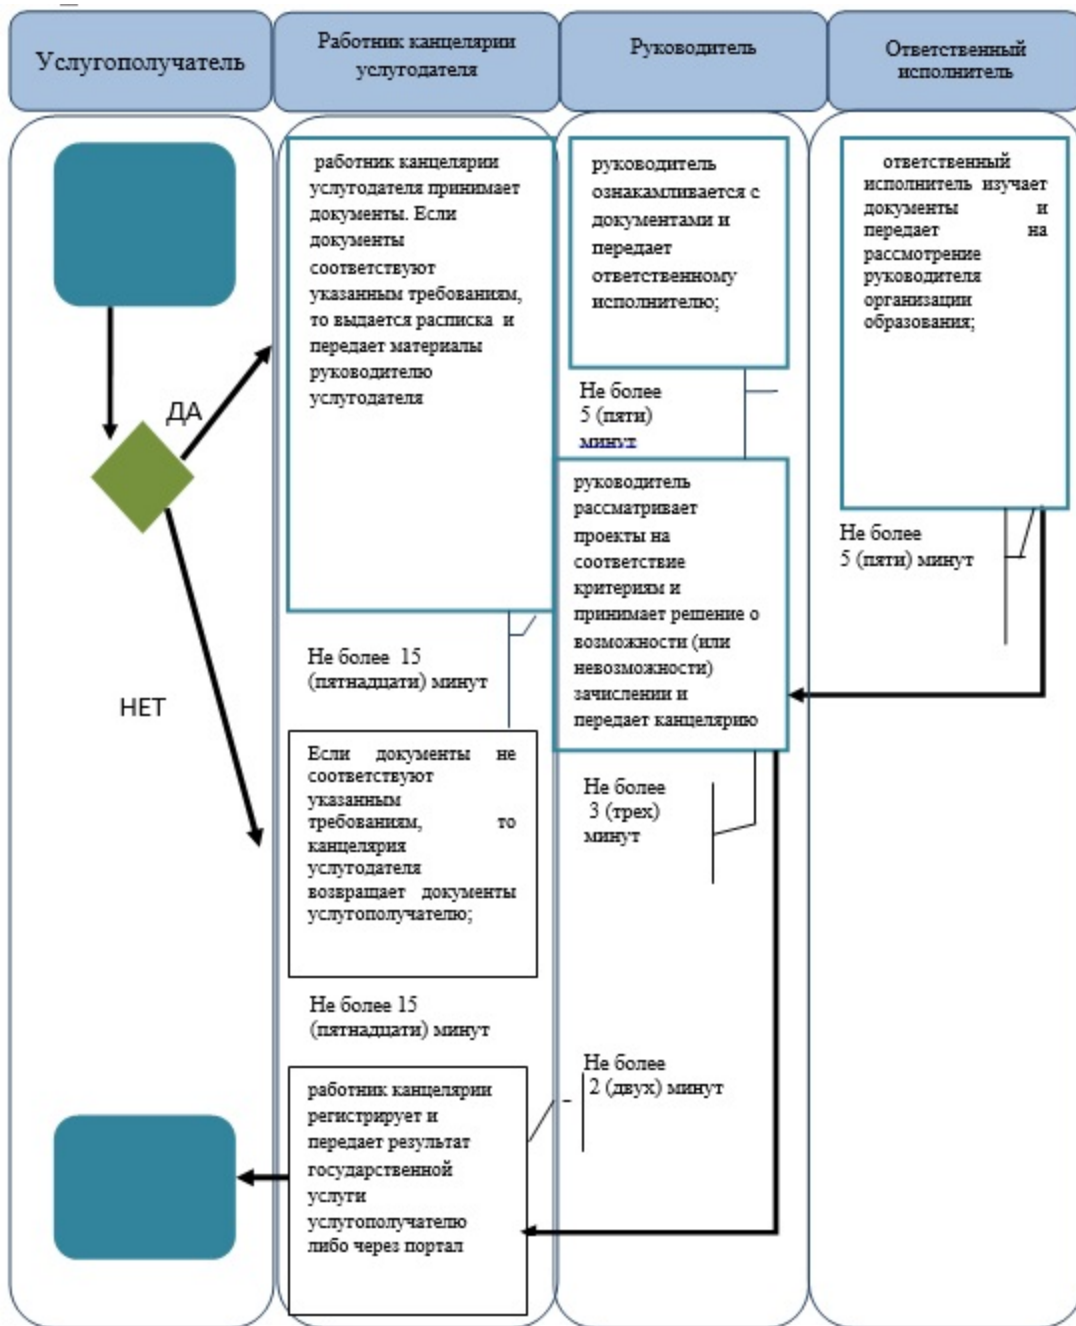 Услугополучатель
Работник канцелярии
услугодателя
Руководитель
Ответственный
исполнитель
работник канцелярии
услугодателя принимает
документы. Если
документы
соответствуют
указанным требованиям,
то выдается расписка и
передает материалы
руководителю
услугодателя
руководитель
ознакамливается с
документами и
передает
ответственному
исполнителю;
ответственный
исполнитель изучает
документы и
передает на
рассмотрение
руководителя
организации
образования;
ДА
Не более
5 (пяти)
минут
руководитель
рассматривает
проекты на
соответствие
критериям и
принимает решение о
возможности (или
невозможности)
зачислении и
передает канцелярию
Не более
5 (пяти) минут
Не более 15
(пятнадцати) минут
НЕТ
Если документы не
соответствуют
указанным
требованиям, то
канцелярия
услугодателя
возвращает документы
услугополучателю;
Не более
3 (трех)
минут
Не более 15
(пятнадцати) минут
Не более
2 (двух) минут
работник канцелярии
регистрирует и
передает результат
государственной
услуги
услугополучателю
либо через портал